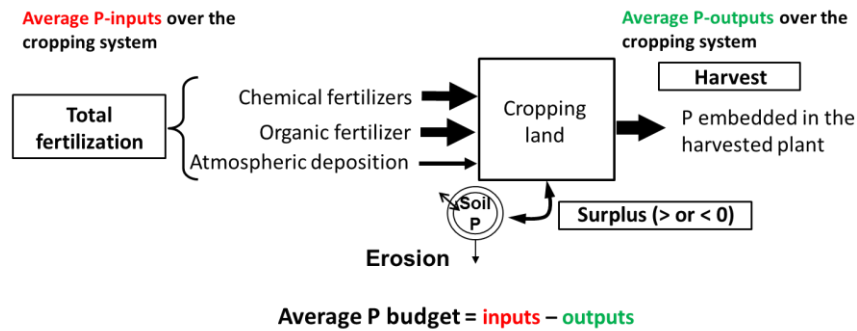 Average P-inputs over the
cropping system
Average P-outputs over the
cropping system
Harvest
Total
fertilization
Chemical fertilizers
Organic fertilizer
Atmospheric deposition
Cropping
land
P embedded in the
harvested plant
Soil
P
Surplus (> or < 0)
Erosion
Average P budget = inputs – outputs